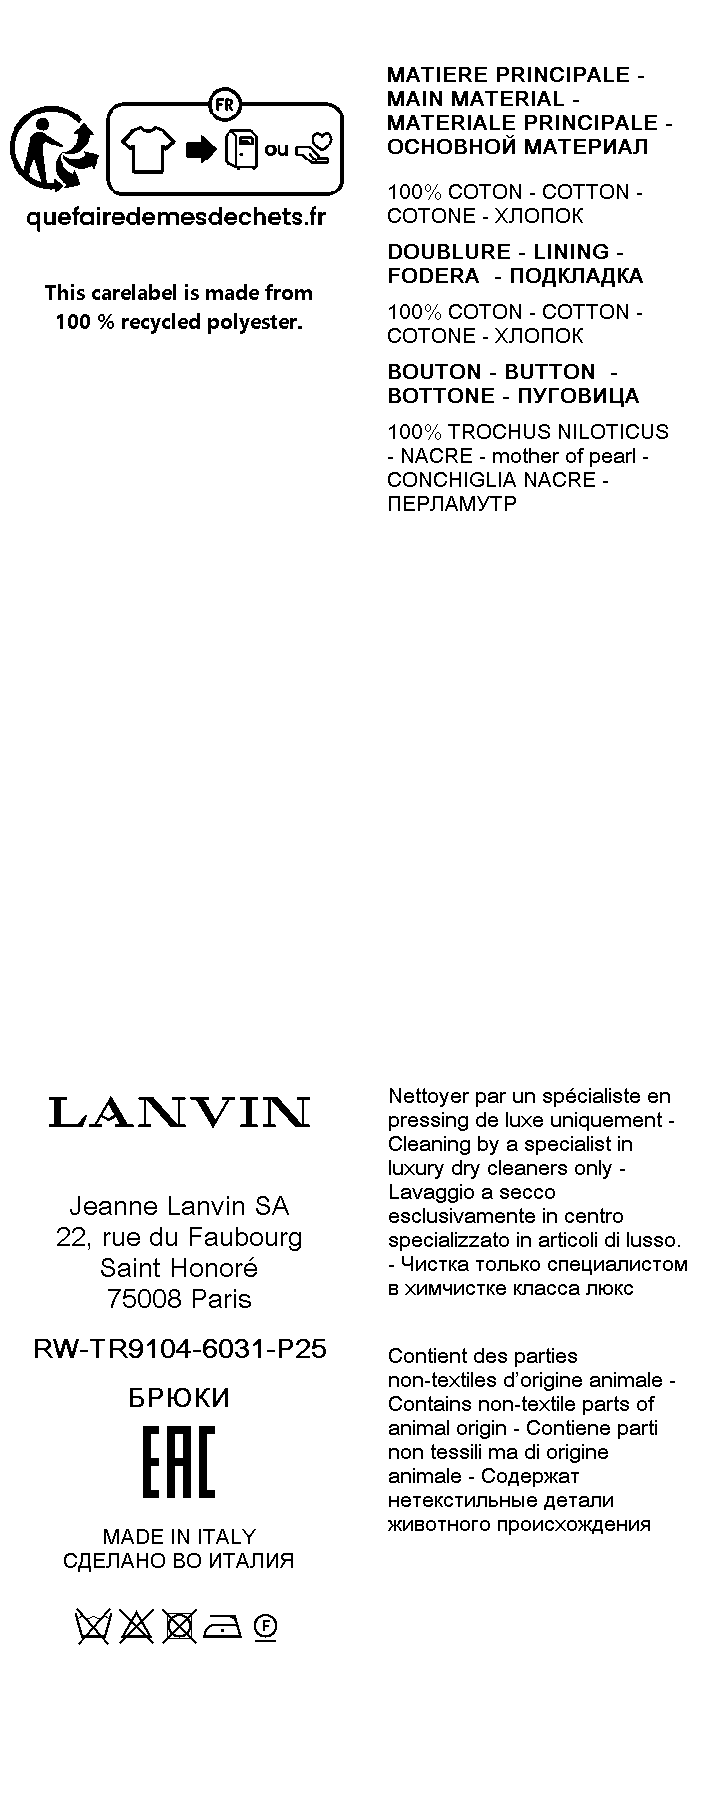 FR
ou
quefairedemesdechets.fr
This carelabel is made from
100 % recycled polyester.
MATIERE PRINCIPALE -
MAIN MATERIAL -
MATERIALE PRINCIPALE -
ОСНОВНОЙ МАТЕРИАЛ
100% COTON - COTTON -
COTONE - ХЛОПОК
DOUBLURE - LINING -
FODERA - ПОДКЛАДКА
100% COTON - COTTON -
COTONE - ХЛОПОК
BOUTON - BUTTON -
BOTTONE - ПУГОВИЦА
100% TROCHUS NILOTICUS
- NACRE - mother of pearl -
CONCHIGLIA NACRE -
ПЕРЛАМУТР
LANVIN
Jeanne Lanvin SA
22, rue du Faubourg
Saint Honoré
75008 Paris
RW-TR9104-6031-P25
БРЮКИ
EAC
MADE IN ITALY
СДЕЛАНО ВО ИТАЛИЯ
F
Nettoyer par un spécialiste en
pressing de luxe uniquement -
Cleaning by a specialist in
luxury dry cleaners only -
Lavaggio a secco
esclusivamente in centro
specializzato in articoli di lusso.
- Чистка только специалистом
в химчистке класса люкс
Contient des parties
non-textiles d’origine animale -
Contains non-textile parts of
animal origin - Contiene parti
non tessili ma di origine
animale - Содержат
нетекстильные детали
животного происхождения